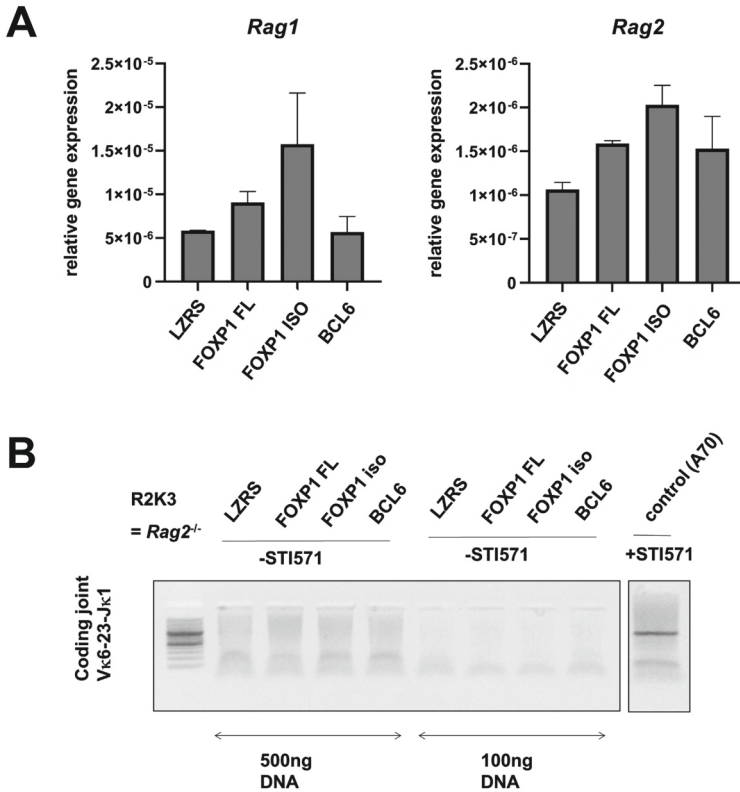 A
Rag1
Rag2
relative gene expression
2.5×10-5
2×10-5
1.5×10-5
1×10-5
5×10-6
0
LZRS
FOXP1 FL
FOXP1 ISO
BCL6
relative gene expression
2.5×10-6
2×10-6
1.5×10-6
1×10-6
5×10-7
0
LZRS
FOXP1 FL
FOXP1 ISO
BCL6
B
R2K3
= Rag2-/-
LZRS
FOXP1 FL
FOXP1 iso
BCL6
LZRS
FOXP1 FL
FOXP1 iso
BCL6
control (A70)
-STI571
-STI571
+STI571
Coding joint
Vκ6-23-Jκ1
500ng
DNA
100ng
DNA